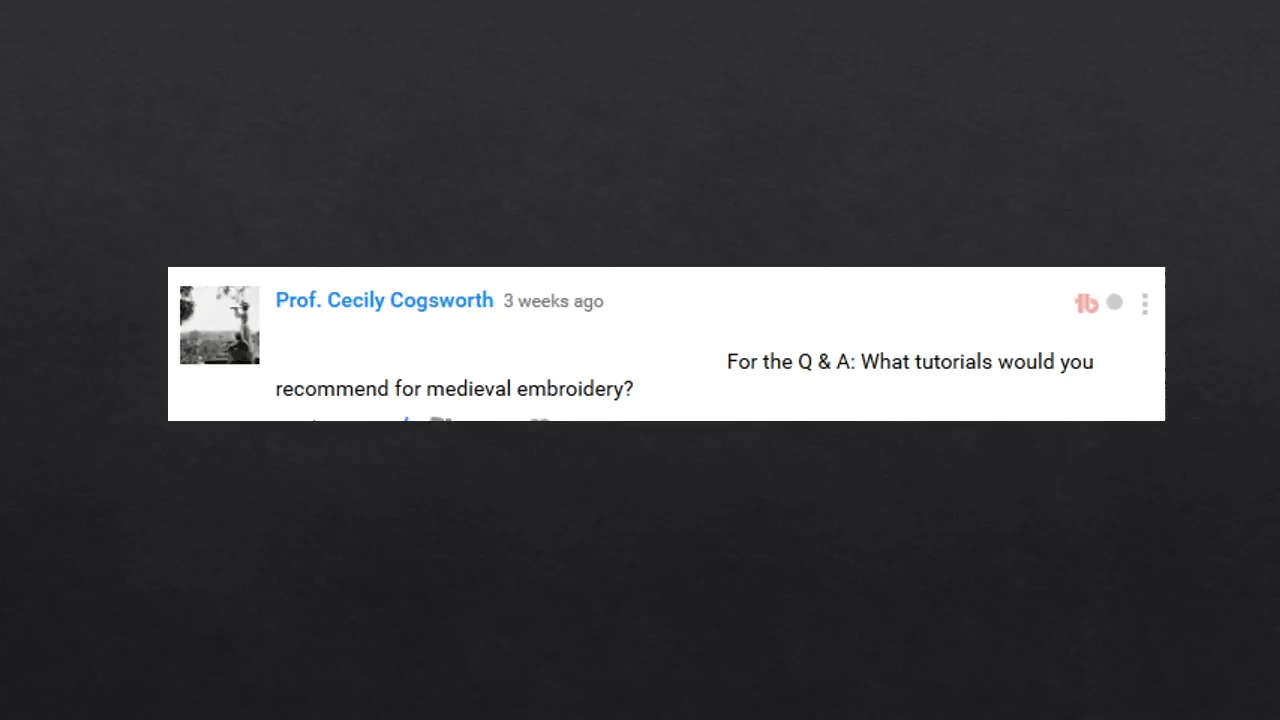 Prof. Cecily Cogsworth 3 weeks ago
For the Q & A: What tutorials would you
recommend for medieval embroidery?